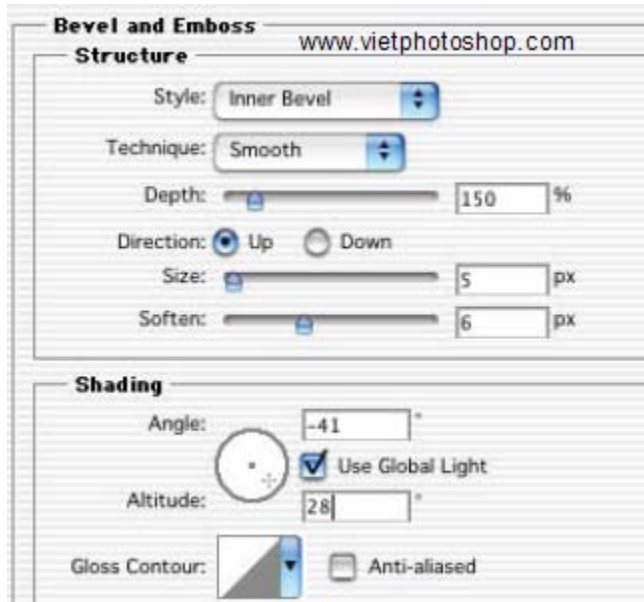 Bevel and Emboss
www.vietphotoshop.com
Structure
Style: Inner Bevel
Technique: Smooth
Depth: 150 %
Direction: Up Down
Size: 5 px
Soften: 6 px
Shading
Angle: -41 °
Use Global Light
Altitude: 28 °
Gloss Contour: Anti-aliased